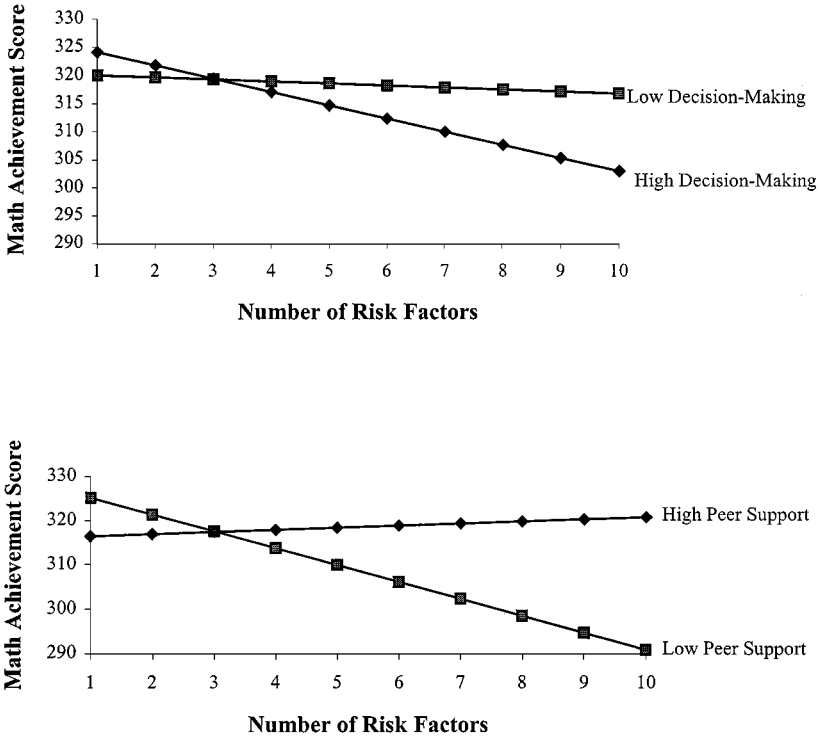 Math Achievement Score
330
325
320
315
310
305
300
295
290
Low Decision-Making
High Decision-Making
1 2 3 4 5 6 7 8 9 10
Number of Risk Factors
Math Achievement Score
330
320
310
300
290
High Peer Support
Low Peer Support
1 2 3 4 5 6 7 8 9 10
Number of Risk Factors